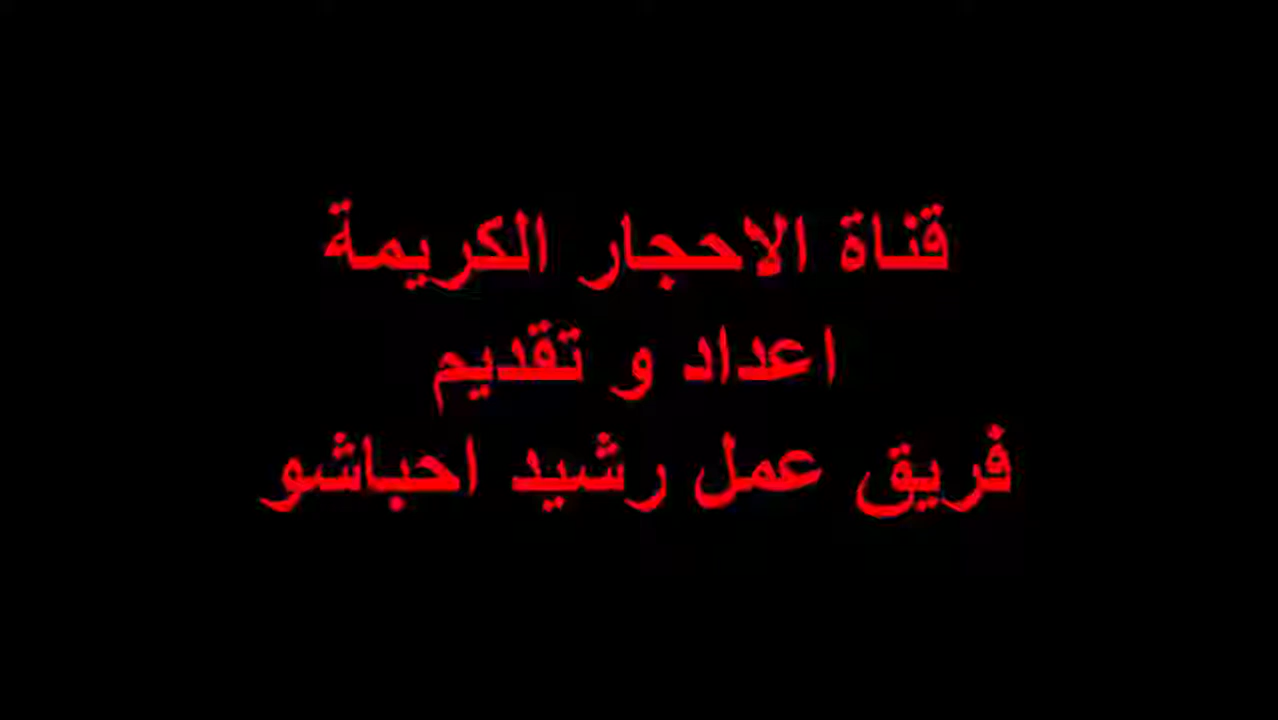 قناة الاحجار الكريمة
اعداد و تقديم
فريق عمل رشيد احباشو